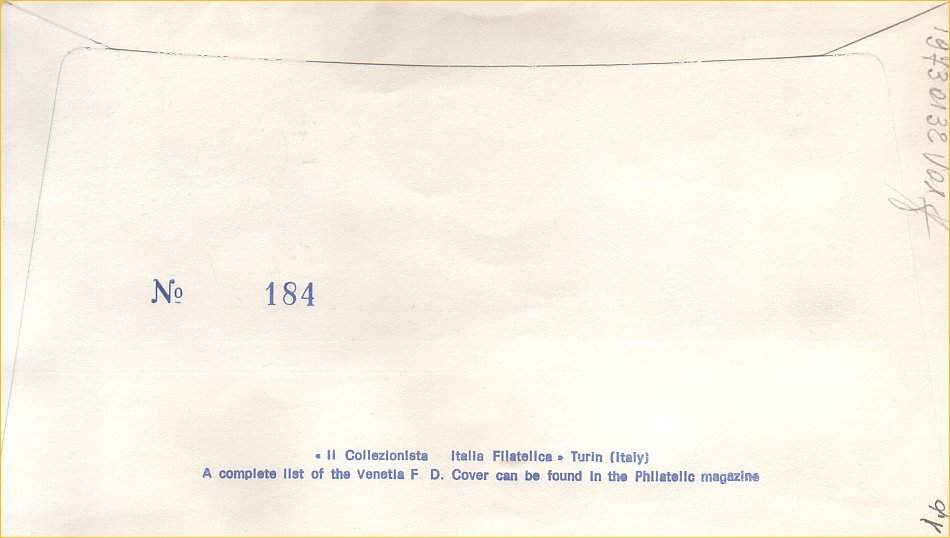 No 184
« Il Collezionista Italia Filatelica » Turin (Italy)
A complete list of the Venetia F D. Cover can be found in the Philatelic magazine